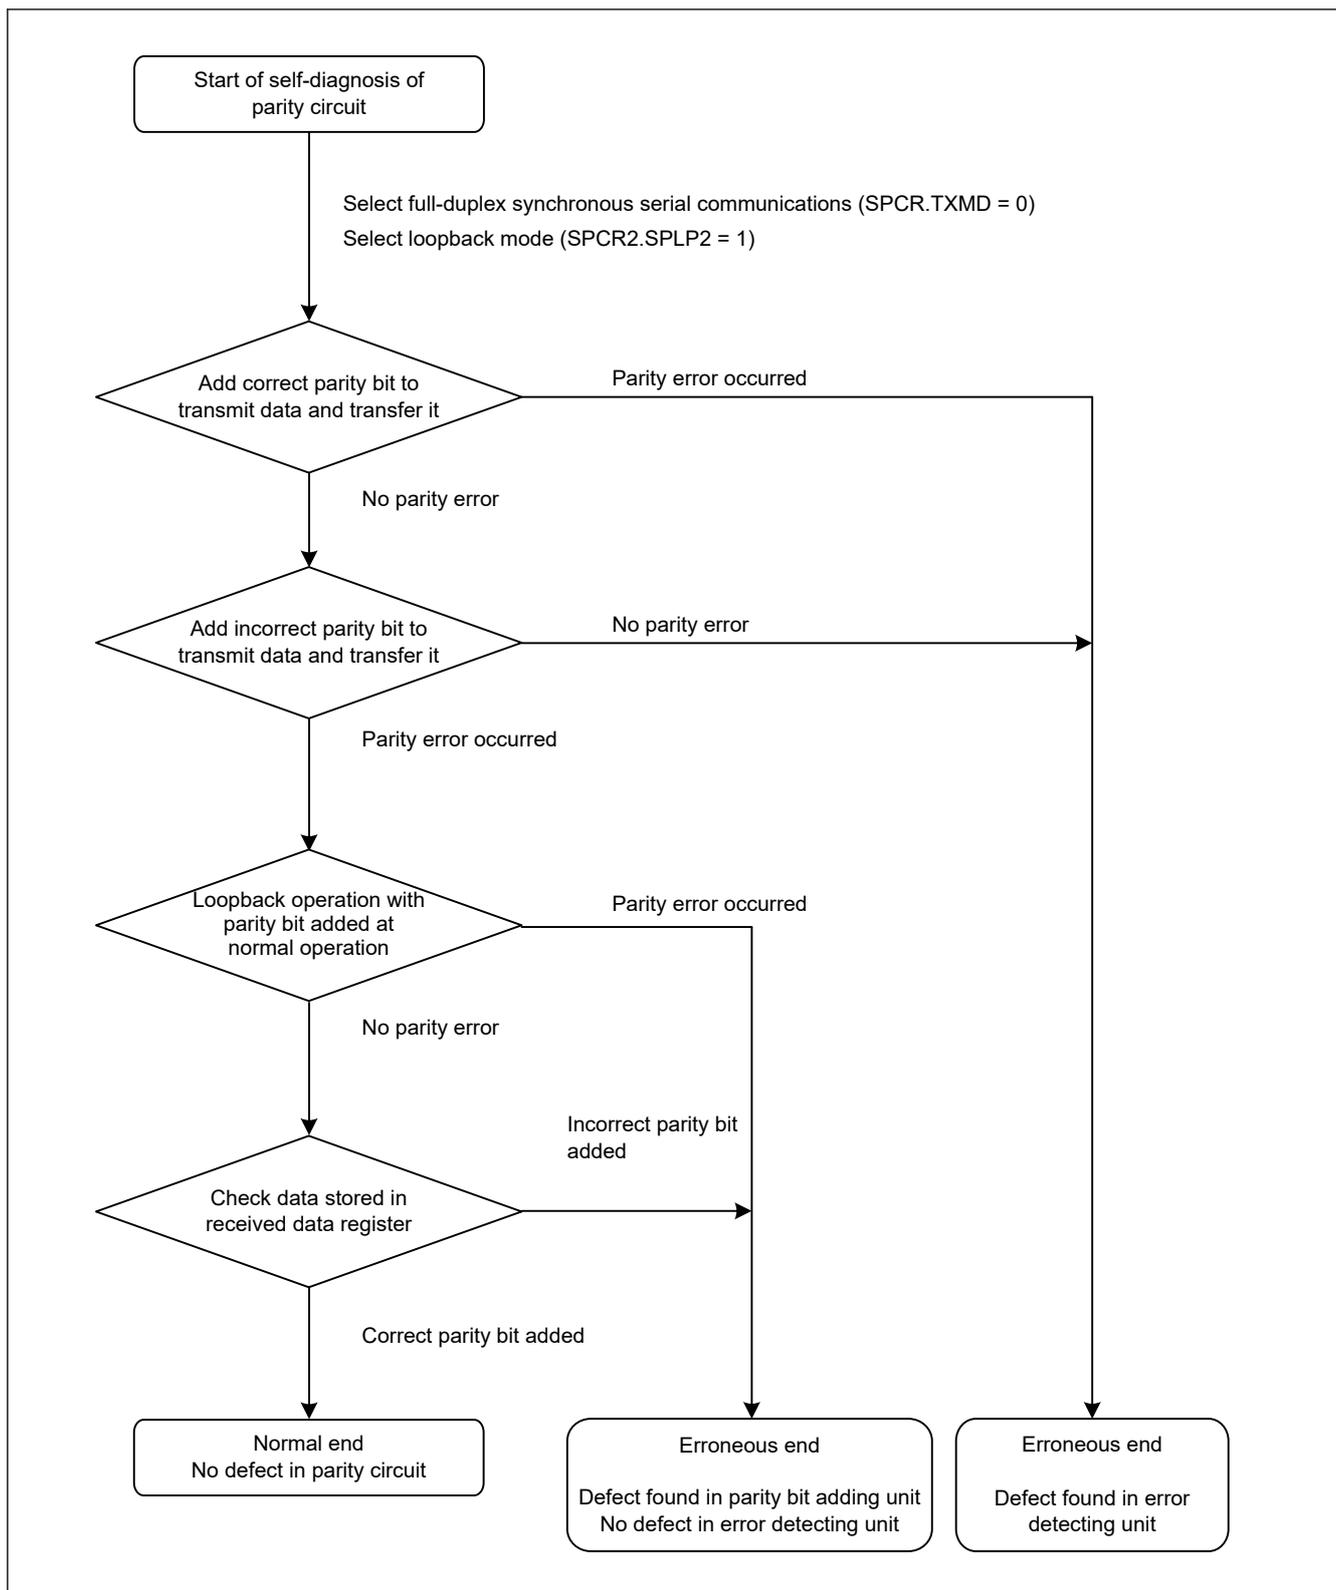 Start of self-diagnosis of
parity circuit
Select full-duplex synchronous serial communications (SPCR.TXMD = 0)
Select loopback mode (SPCR2.SPLP2 = 1)
Add correct parity bit to
transmit data and transfer it
Parity error occurred
No parity error
Add incorrect parity bit to
transmit data and transfer it
No parity error
Parity error occurred
Loopback operation with
parity bit added at
normal operation
Parity error occurred
No parity error
Incorrect parity bit
added
Check data stored in
received data register
Correct parity bit added
Normal end
No defect in parity circuit
Erroneous end
Defect found in parity bit adding unit
No defect in error detecting unit
Erroneous end
Defect found in error
detecting unit